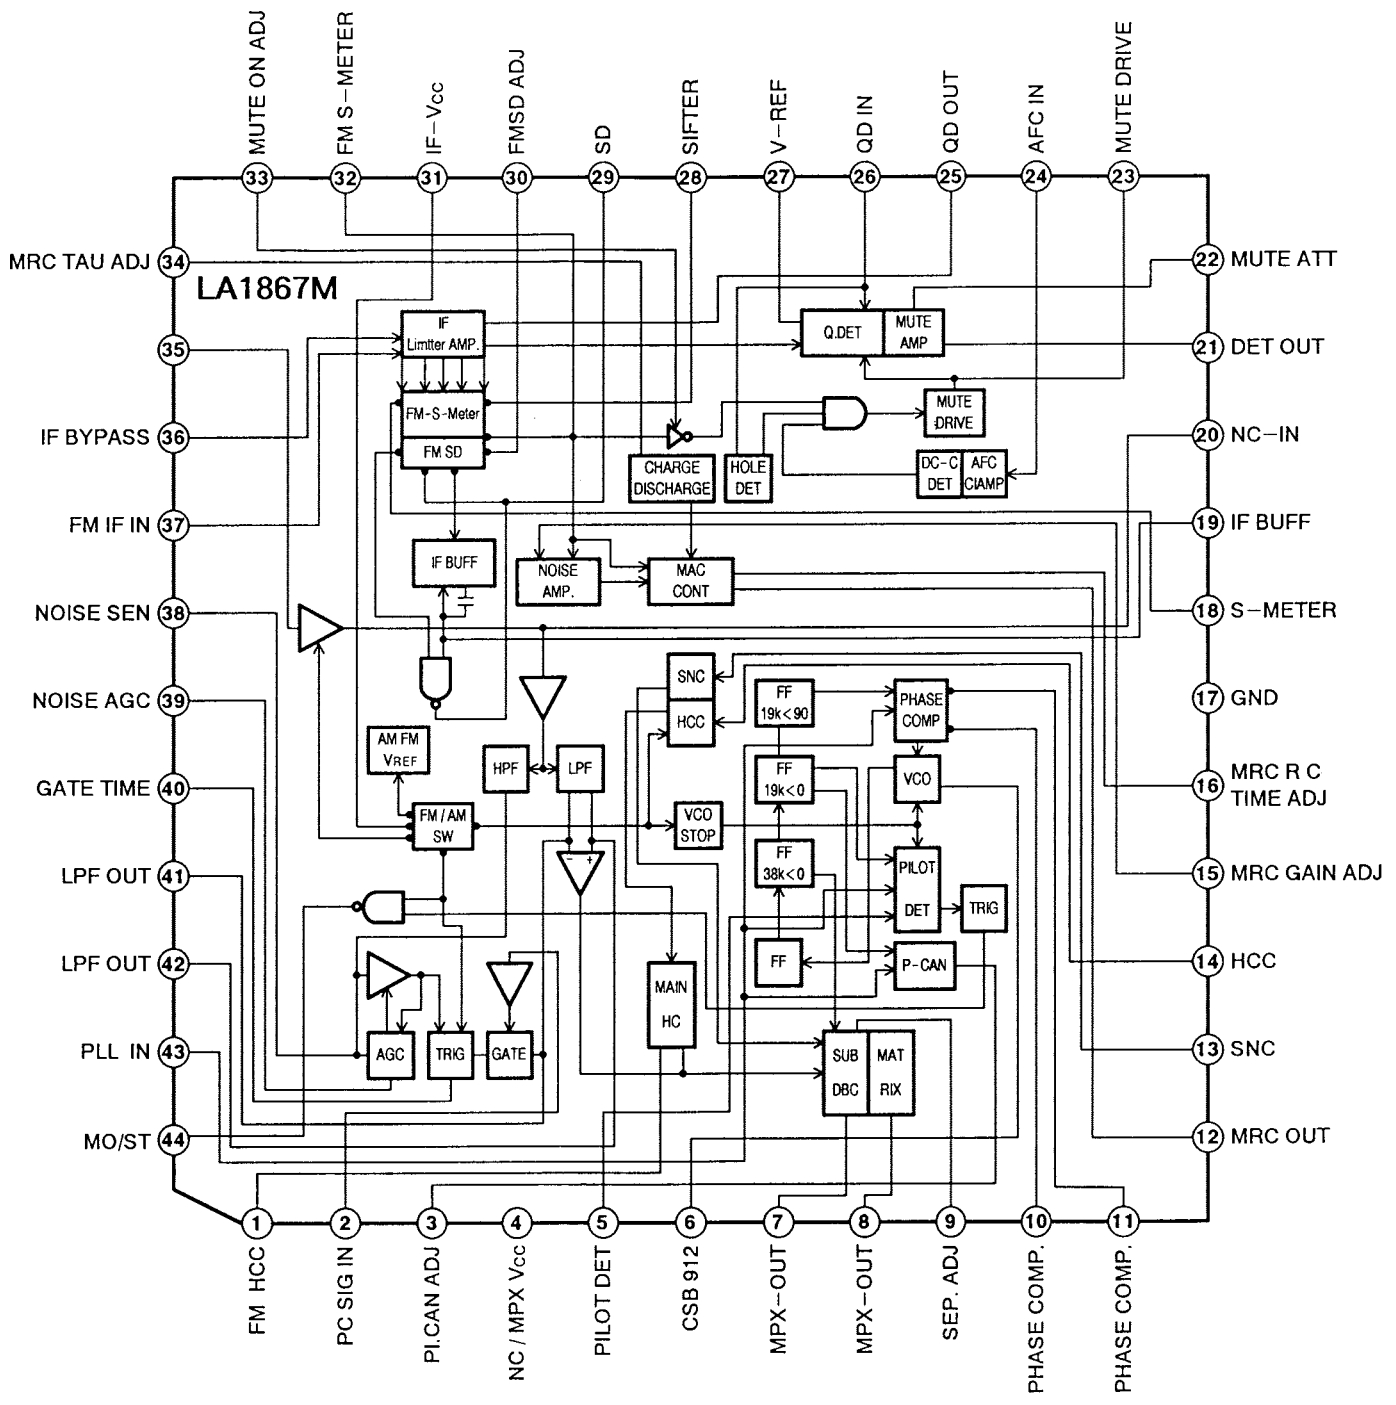 MUTE ON ADJ
FM S-METER
IF-Vcc
FMSD ADJ
SD
SIFTER
V-REF
QD IN
QD OUT
AFC IN
MUTE DRIVE
33
32
31
30
29
28
27
26
25
24
23
MRC TAU ADJ 34
35
IF BYPASS 36
FM IF IN 37
NOISE SEN 38
NOISE AGC 39
GATE TIME 40
LPF OUT 41
LPF OUT 42
PLL IN 43
MO/ST 44
LA1867M
IF
Limtter AMP.
FM-S-Meter
FM SD
IF BUFF
CHARGE
DISCHARGE
HOLE
DET
Q.DET
MUTE
AMP
MUTE
DRIVE
DC-C
DET
AFC
ClAMP
NOISE
AMP.
MAC
CONT
SNC
HCC
FF
19k<90
PHASE
COMP
AM FM
VREF
HPF
LPF
FF
19k<0
VCO
FM / AM
SW
VCO
STOP
- +
FF
38k<0
PILOT
DET
TRIG
FF
P-CAN
MAIN
HC
AGC
TRIG
GATE
SUB
DBC
MAT
RIX
22 MUTE ATT
21 DET OUT
20 NC-IN
19 IF BUFF
18 S-METER
17 GND
16 MRC R C
TIME ADJ
15 MRC GAIN ADJ
14 HCC
13 SNC
12 MRC OUT
1
2
3
4
5
6
7
8
9
10
11
FM HCC
PC SIG IN
PI.CAN ADJ
NC / MPX Vcc
PILOT DET
CSB 912
MPX-OUT
MPX-OUT
SEP. ADJ
PHASE COMP.
PHASE COMP.